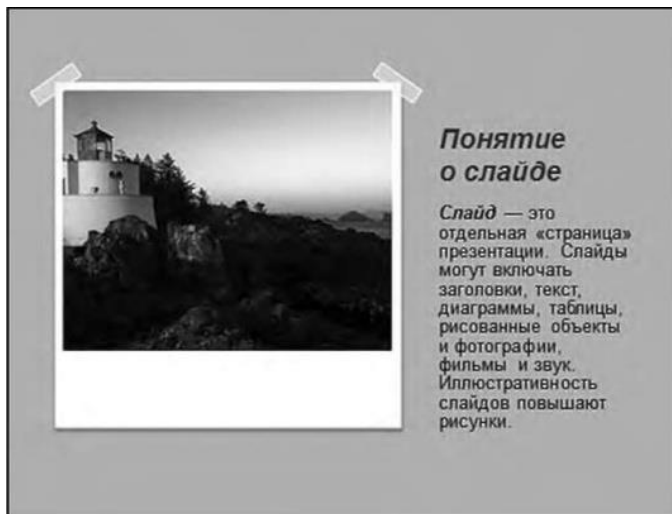 Понятие
о слайде
Слайд — это
отдельная «страница»
презентации. Слайды
могут включать
заголовки, текст,
диаграммы, таблицы,
рисованные объекты
и фотографии,
фильмы и звук.
Иллюстративность
слайдов повышают
рисунки.